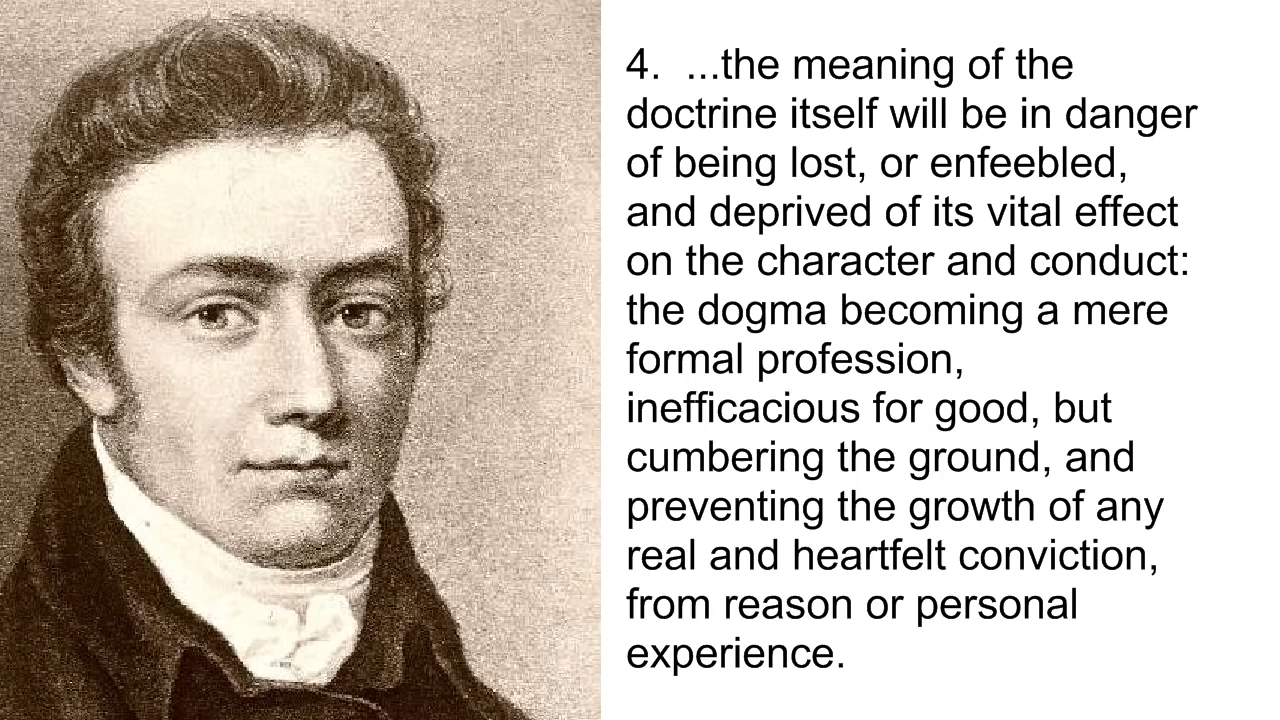 4.  ...the meaning of the
doctrine itself will be in danger
of being lost, or enfeebled,
and deprived of its vital effect
on the character and conduct:
the dogma becoming a mere
formal profession,
inefficacious for good, but
cumbering the ground, and
preventing the growth of any
real and heartfelt conviction,
from reason or personal
experience.